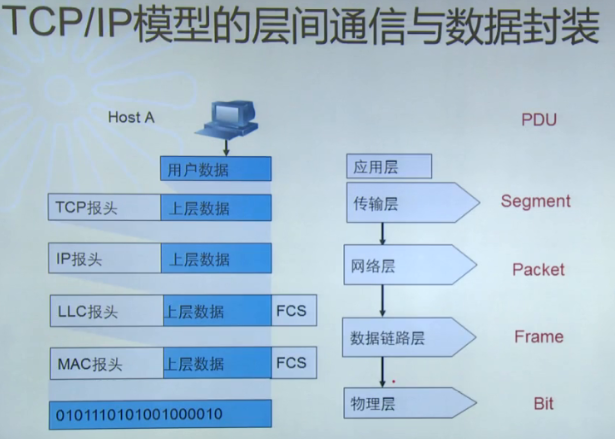 TCP/IP模型的层间通信与数据封装
Host A
PDU
用户数据
应用层
TCP报头
上层数据
传输层
Segment
IP报头
上层数据
网络层
Packet
LLC报头
上层数据
FCS
数据链路层
Frame
MAC报头
上层数据
FCS
物理层
Bit
0101110101001000010